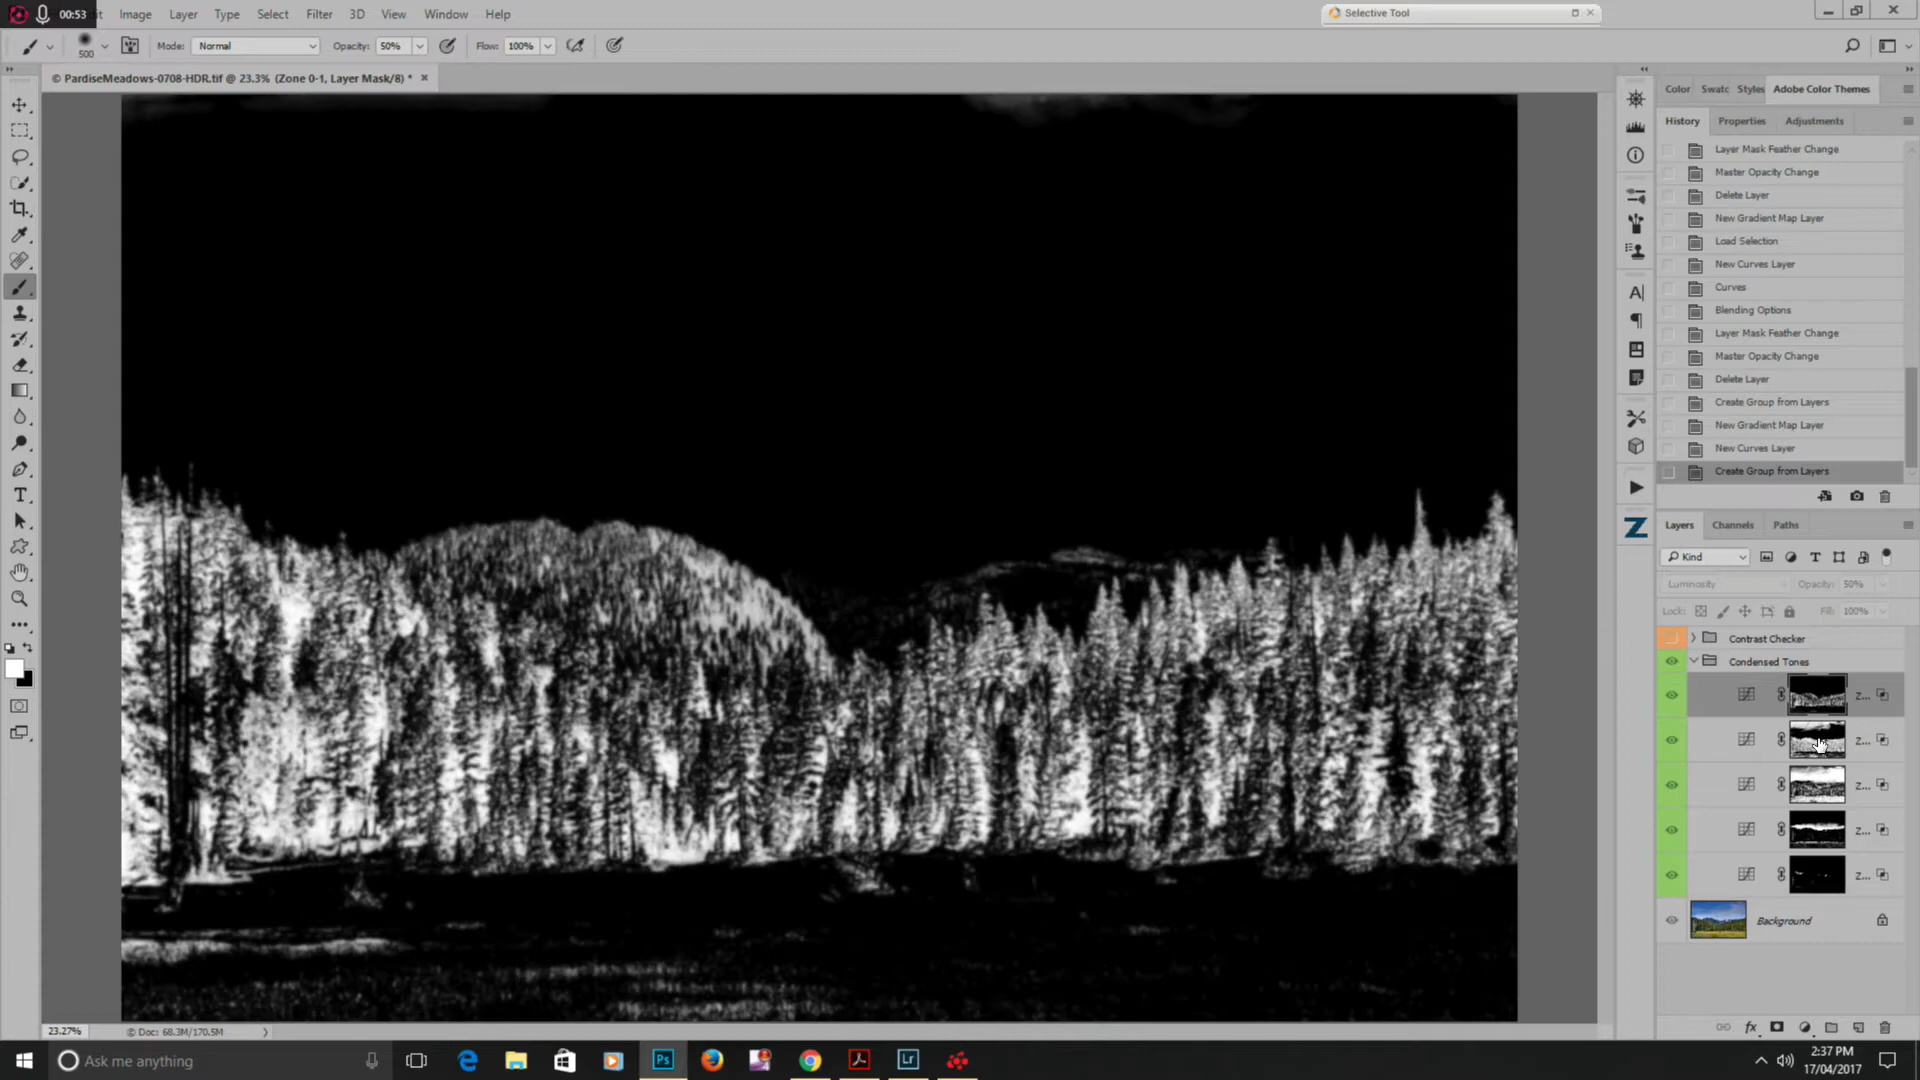 00:53
Image Layer Type Select Filter 3D View Window Help
Selective Tool
500
Mode: Normal Opacity: 50% Flow: 100%
© PardiseMeadows-0708-HDR.tif @ 23.3% (Zone 0-1, Layer Mask/8) *
Color Swatc Styles Adobe Color Themes
History Properties Adjustments
Layer Mask Feather Change
Master Opacity Change
Delete Layer
New Gradient Map Layer
Load Selection
New Curves Layer
Curves
Blending Options
Layer Mask Feather Change
Master Opacity Change
Delete Layer
Create Group from Layers
New Gradient Map Layer
New Curves Layer
Create Group from Layers
Layers Channels Paths
Kind
Luminosity Opacity: 50%
Lock: Fill: 100%
Contrast Checker
Condensed Tones
Z...
Z...
Z...
Z...
Z...
Background
23.27% © Doc: 68.3M/170.5M
Ask me anything
Ps
Lr
2:37 PM
17/04/2017